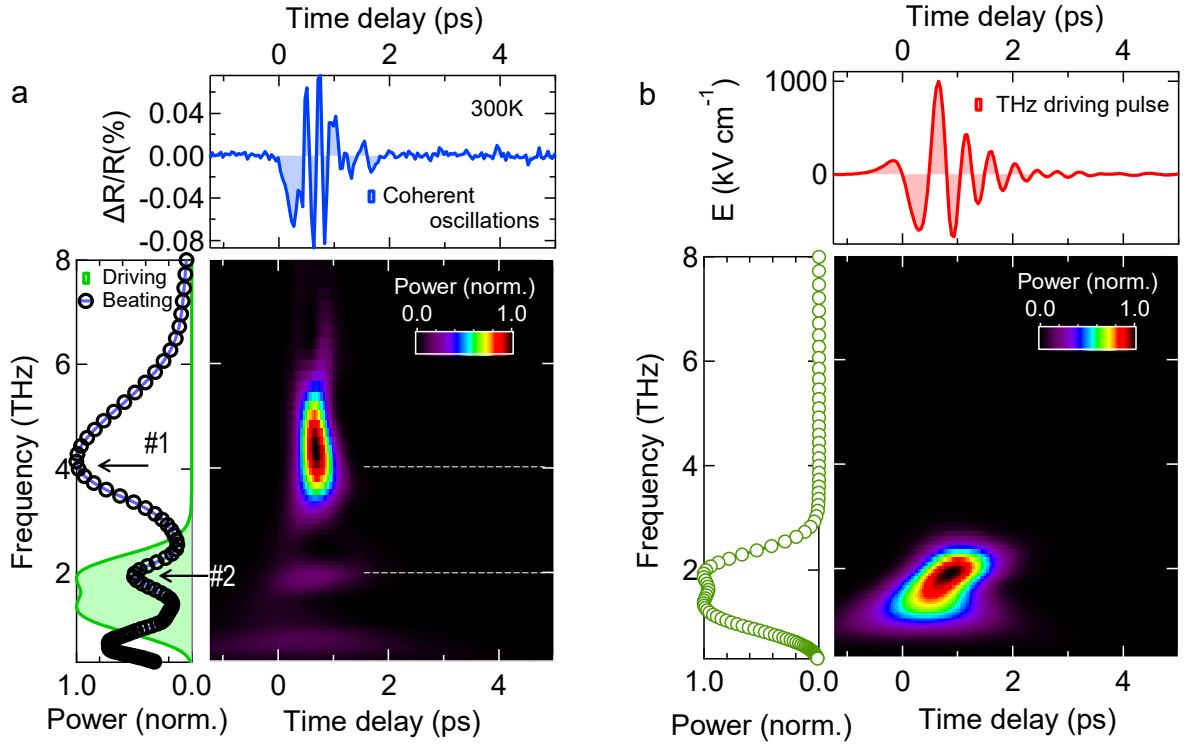 a
Time delay (ps)
0 2 4
0.04
0.00
-0.04
-0.08
ΔR/R(%)
300K
Coherent
oscillations
8
6
4
2
Frequency (THz)
Driving
Beating
#1
#2
Power (norm.)
0.0 1.0
1.0 0.0
Power (norm.)
0 2 4
Time delay (ps)
b
Time delay (ps)
0 2 4
1000
0
E (kV cm⁻¹)
THz driving pulse
8
6
4
2
Frequency (THz)
Power (norm.)
0.0 1.0
1.0 0.0
Power (norm.)
0 2 4
Time delay (ps)